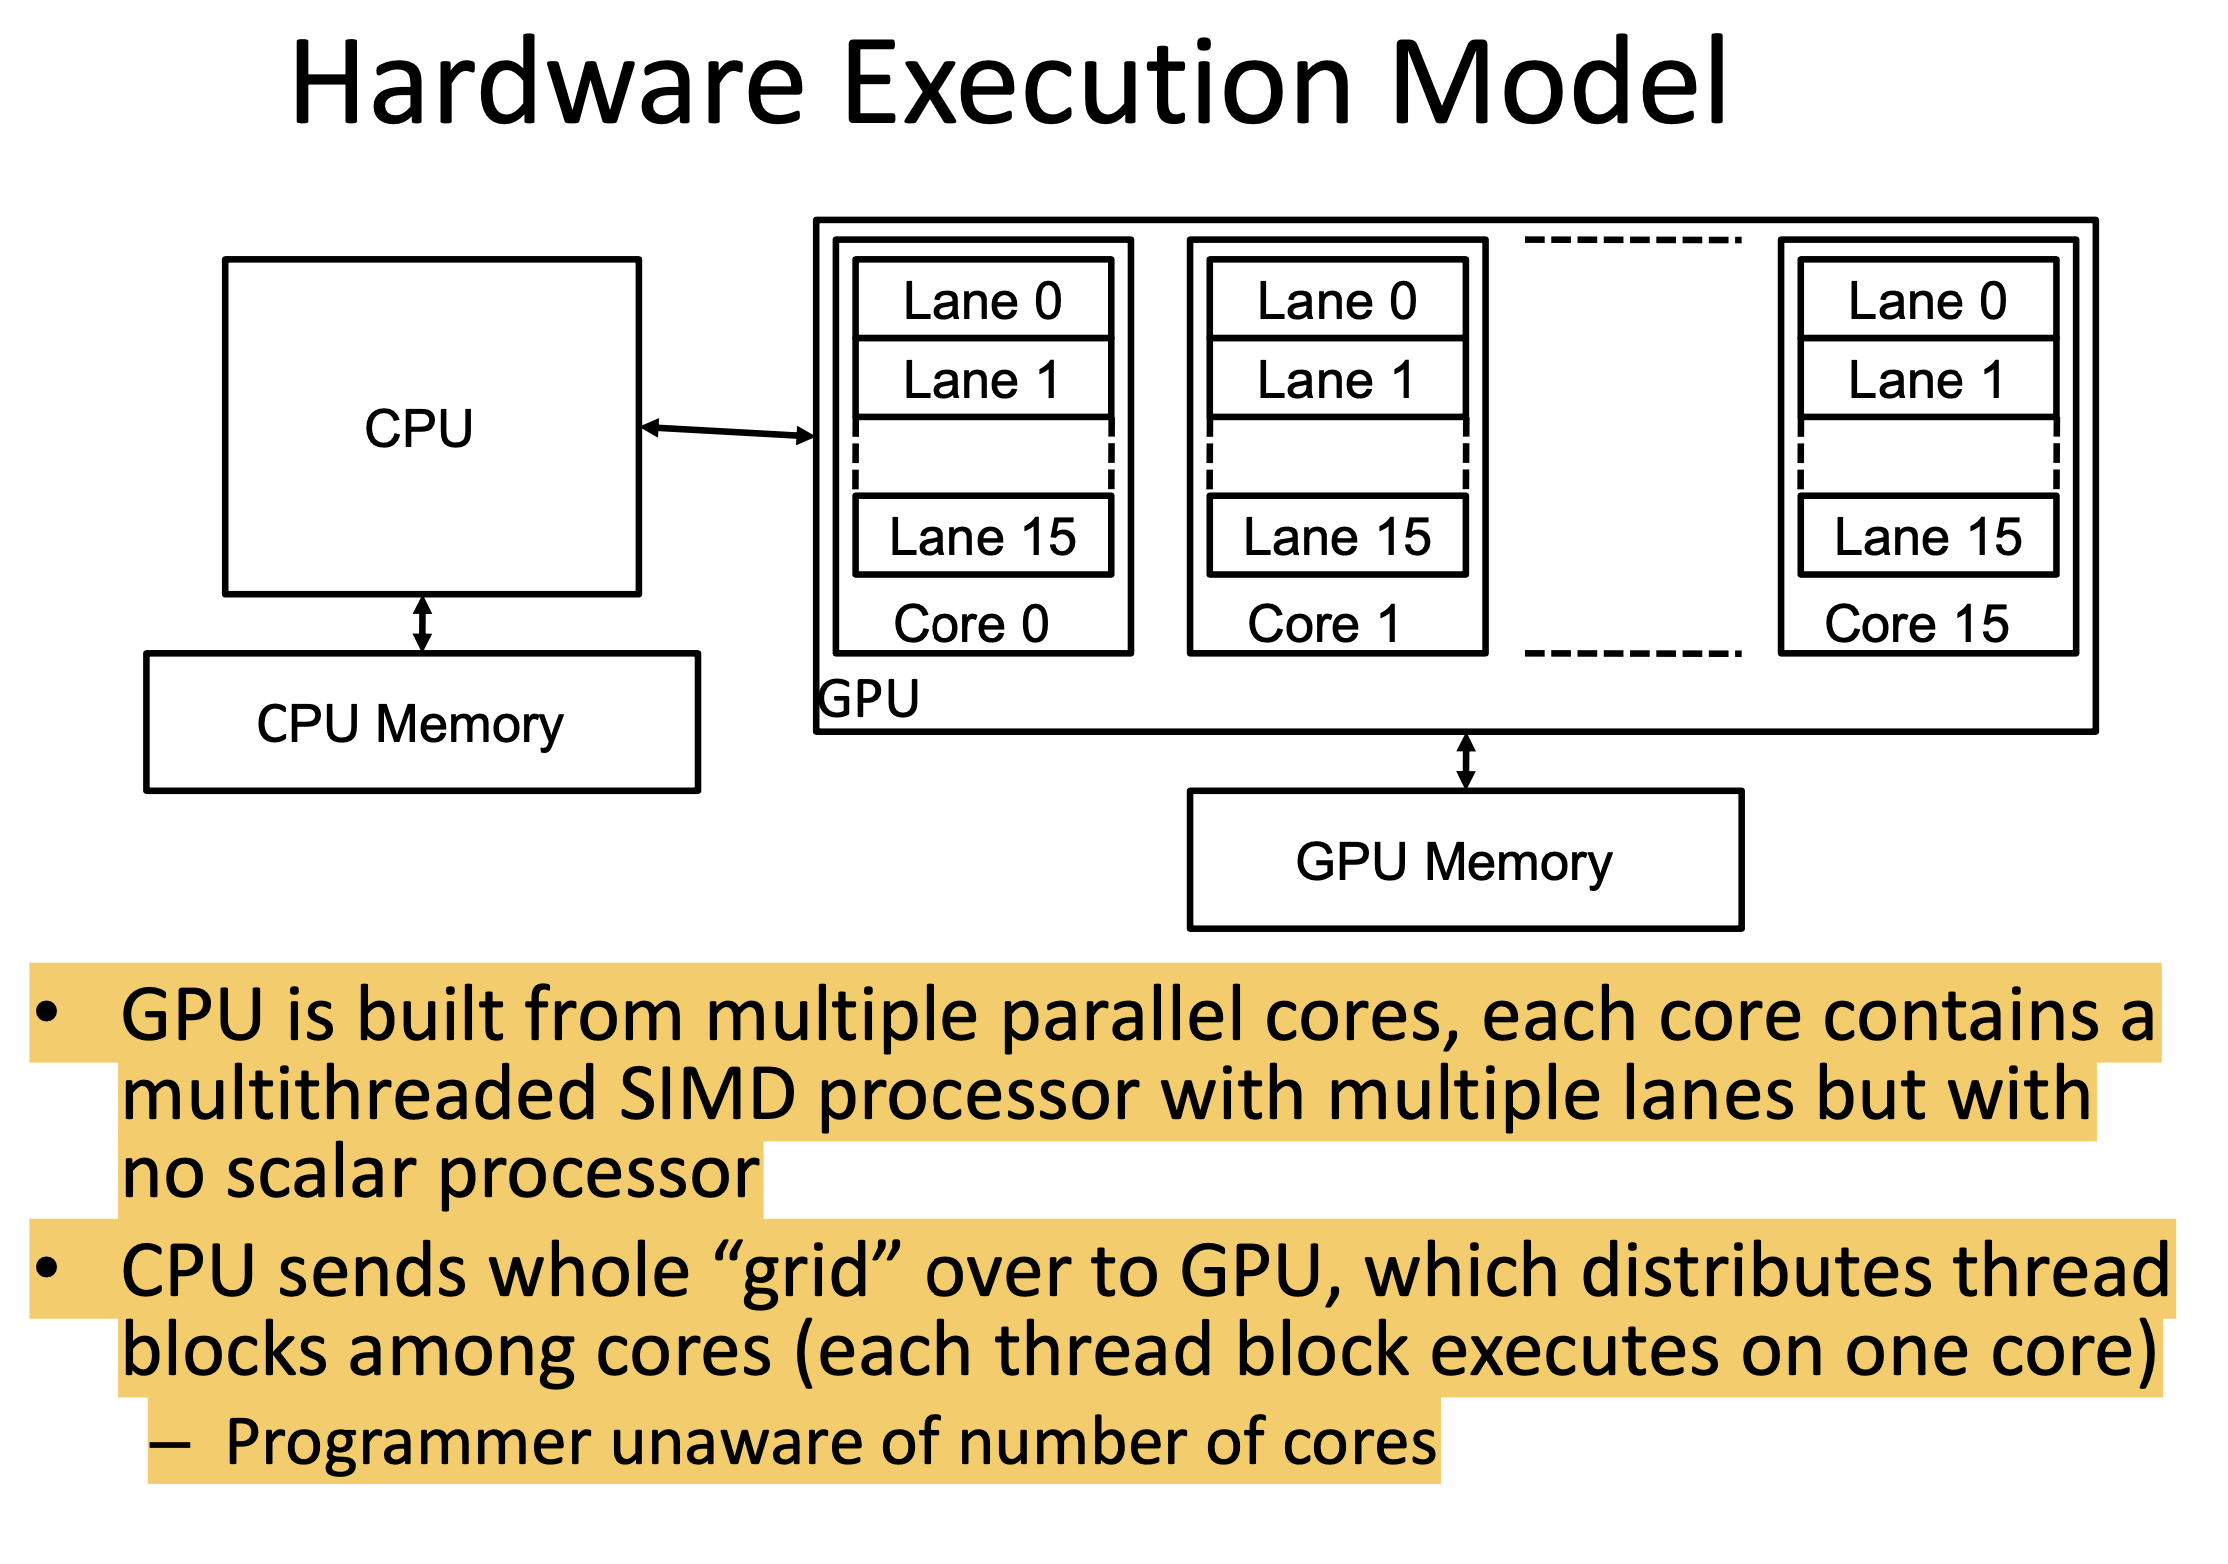 Hardware Execution Model
CPU
CPU Memory
Lane 0
Lane 1
Lane 15
Core 0
Lane 0
Lane 1
Lane 15
Core 1
Lane 0
Lane 1
Lane 15
Core 15
GPU
GPU Memory
• GPU is built from multiple parallel cores, each core contains a
multithreaded SIMD processor with multiple lanes but with
no scalar processor
• CPU sends whole “grid” over to GPU, which distributes thread
blocks among cores (each thread block executes on one core)
– Programmer unaware of number of cores